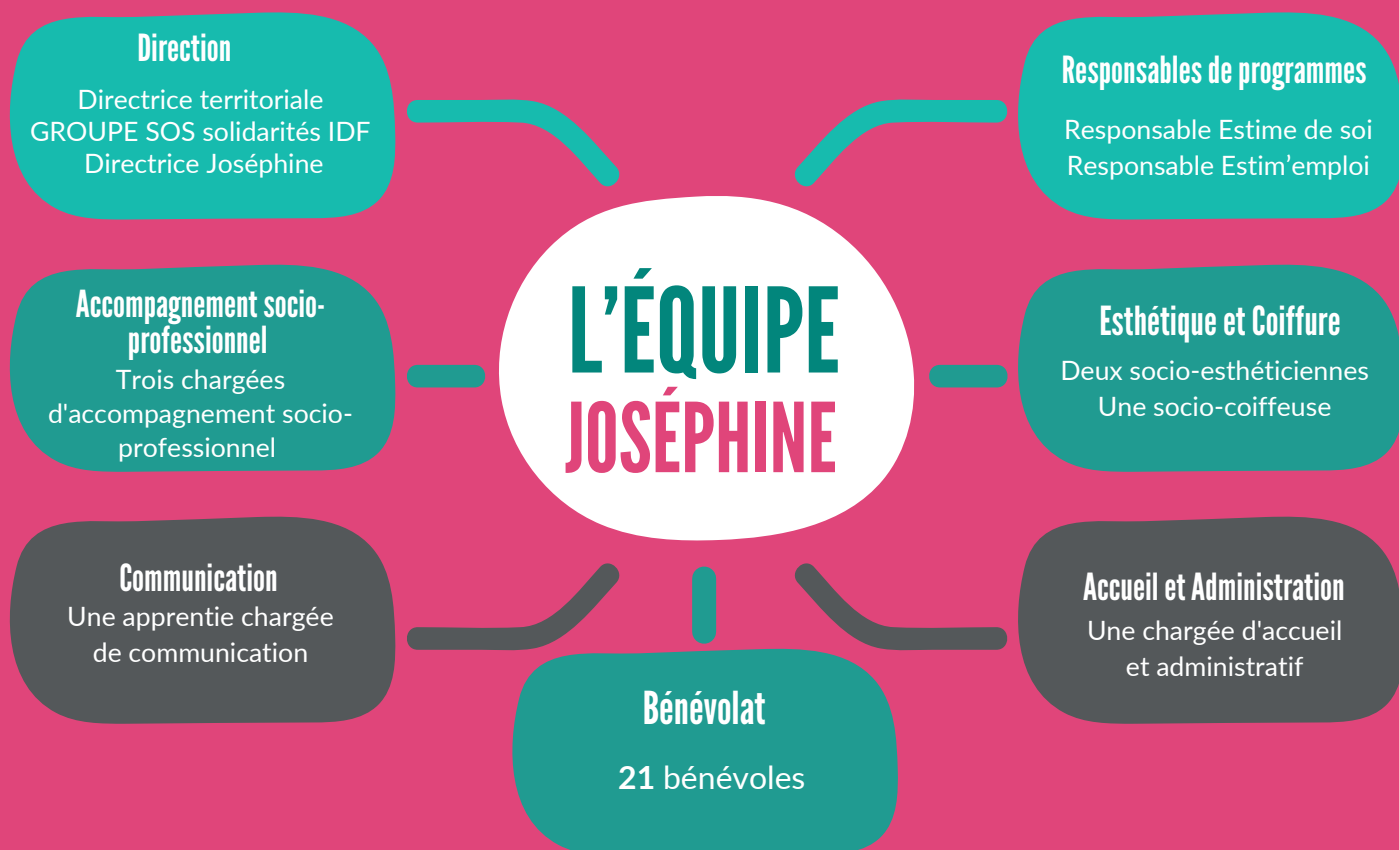 Direction
Directrice territoriale
GROUPE SOS solidarités IDF
Directrice Joséphine
Responsables de programmes
Responsable Estime de soi
Responsable Estim’emploi
L’ÉQUIPE
JOSÉPHINE
Accompagnement socio-
professionnel
Trois chargées
d'accompagnement socio-
professionnel
Esthétique et Coiffure
Deux socio-esthéticiennes
Une socio-coiffeuse
Communication
Une apprentie chargée
de communication
Accueil et Administration
Une chargée d'accueil
et administratif
Bénévolat
21 bénévoles